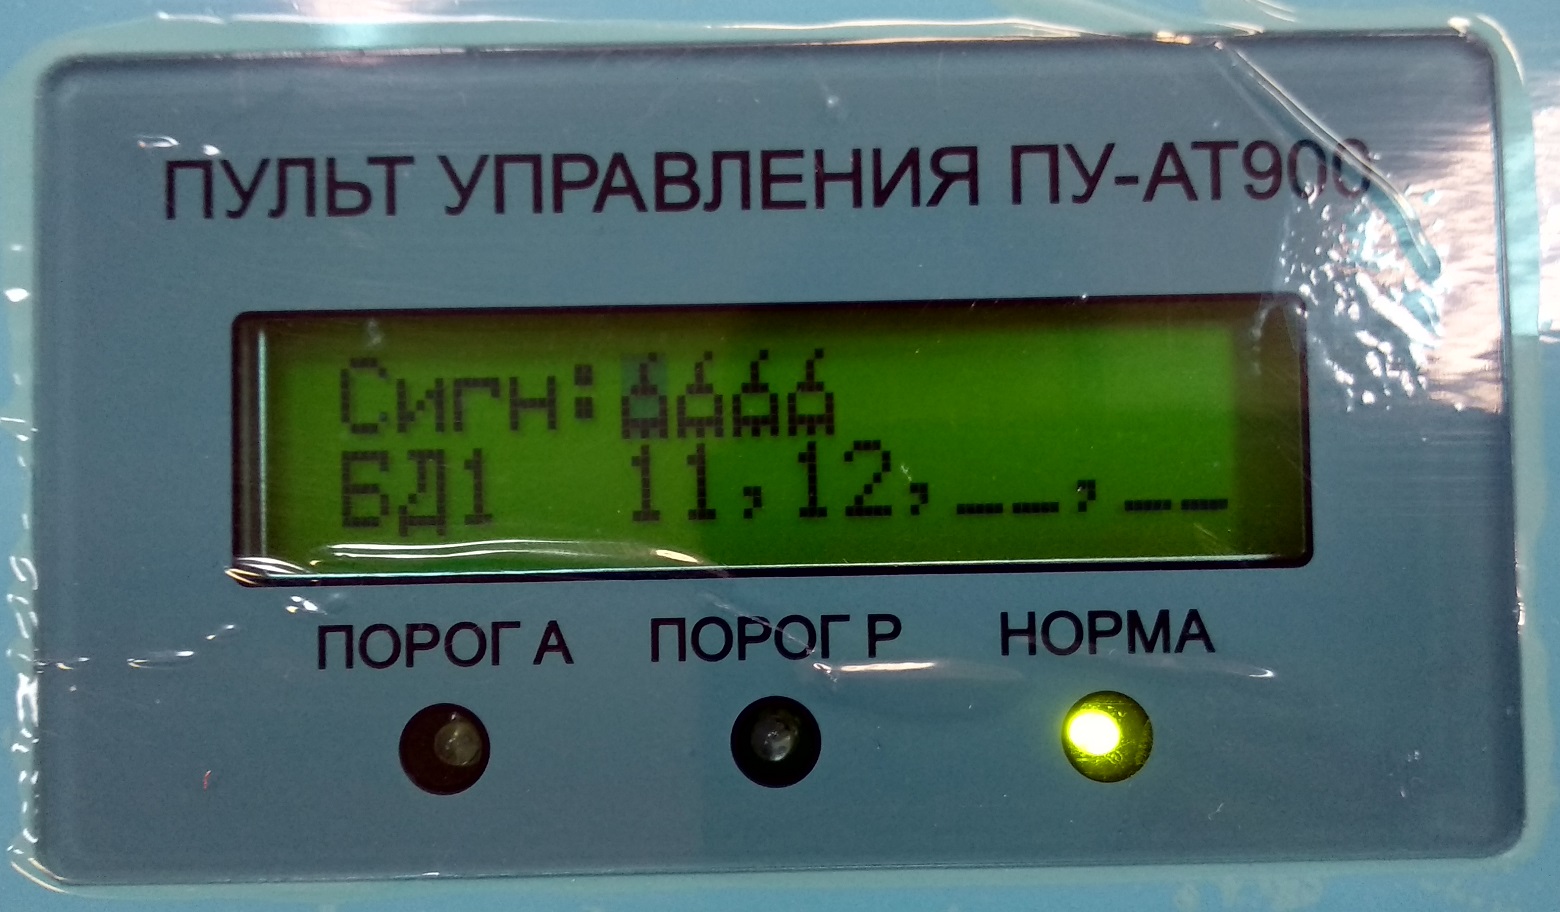 ПУЛЬТ УПРАВЛЕНИЯ ПУ-АТ900
Сигн:
БД1 11,12,__,__
ПОРОГ А ПОРОГ Р НОРМА